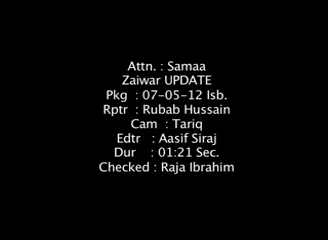 Attn. : Samaa
Zaiwar UPDATE
Pkg : 07-05-12 Isb.
Rptr : Rubab Hussain
Cam : Tariq
Edtr : Aasif Siraj
Dur : 01:21 Sec.
Checked : Raja Ibrahim